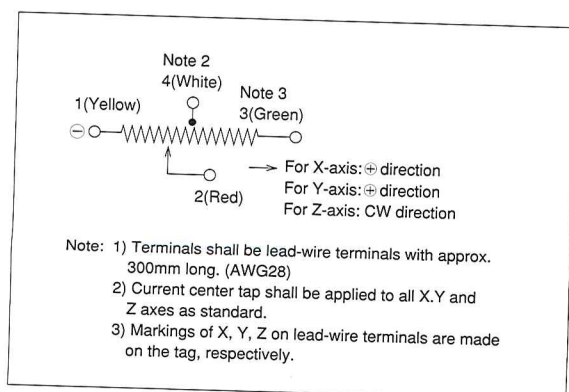 Note 2
4(White)
Note 3
1(Yellow)
3(Green)
⊖
2(Red)
→ For X-axis:⊕ direction
For Y-axis:⊕ direction
For Z-axis: CW direction
Note: 1) Terminals shall be lead-wire terminals with approx.
300mm long. (AWG28)
2) Current center tap shall be applied to all X.Y and
Z axes as standard.
3) Markings of X, Y, Z on lead-wire terminals are made
on the tag, respectively.